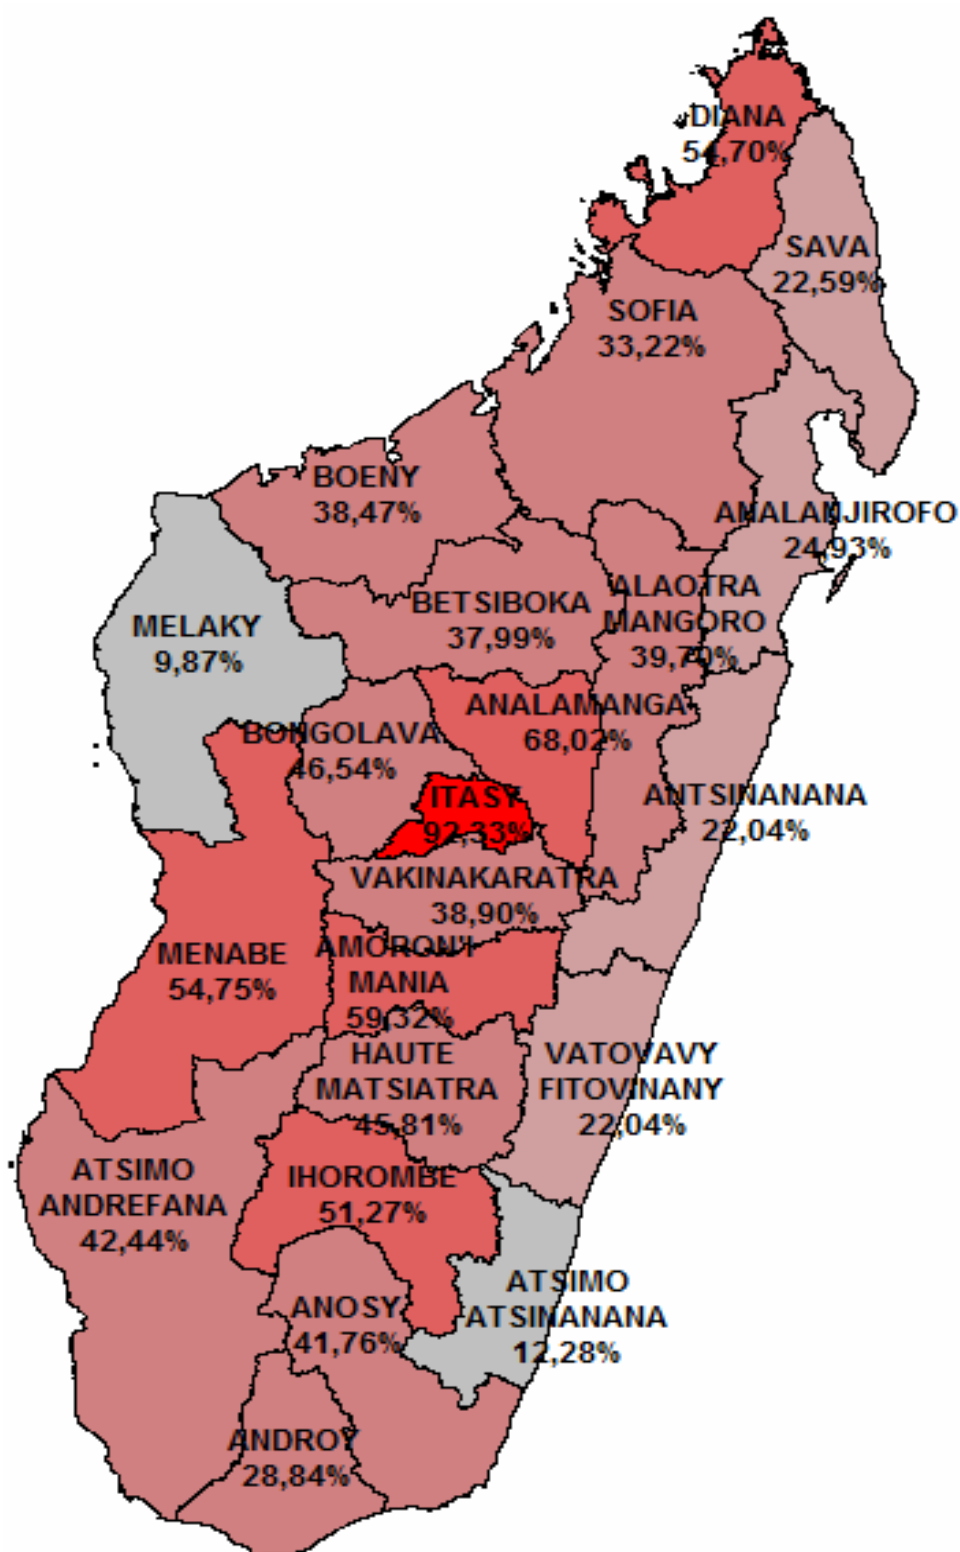 DIANA
54,70%
SAVA
22,59%
SOFIA
33,22%
BOENY
38,47%
ANALANJIROFO
24,93%
ALAOTRA
MANGORO
39,70%
BETSIBOKA
37,99%
MELAKY
9,87%
ANALAMANGA
68,02%
BONGOLAVA
46,54%
ITASY
92,33%
ANTSINANANA
22,04%
VAKINAKARATRA
38,90%
AMORON'I
MANIA
59,32%
MENABE
54,75%
HAUTE
MATSIATRA
45,81%
VATOVAVY
FITOVINANY
22,04%
ATSIMO
ANDREFANA
42,44%
IHOROMBE
51,27%
ATSIMO
ATSINANANA
12,28%
ANOSY
41,76%
ANDROY
28,84%